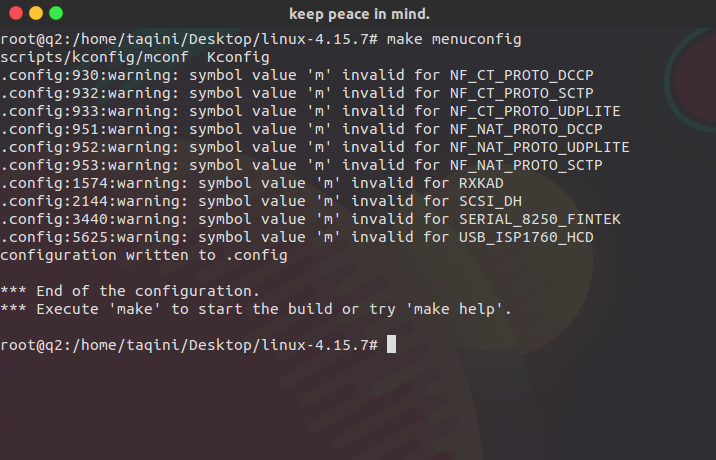 keep peace in mind.
root@q2:/home/taqini/Desktop/linux-4.15.7# make menuconfig
scripts/kconfig/mconf  Kconfig
.config:930:warning: symbol value 'm' invalid for NF_CT_PROTO_DCCP
.config:932:warning: symbol value 'm' invalid for NF_CT_PROTO_SCTP
.config:933:warning: symbol value 'm' invalid for NF_CT_PROTO_UDPLITE
.config:951:warning: symbol value 'm' invalid for NF_NAT_PROTO_DCCP
.config:952:warning: symbol value 'm' invalid for NF_NAT_PROTO_UDPLITE
.config:953:warning: symbol value 'm' invalid for NF_NAT_PROTO_SCTP
.config:1574:warning: symbol value 'm' invalid for RXKAD
.config:2144:warning: symbol value 'm' invalid for SCSI_DH
.config:3440:warning: symbol value 'm' invalid for SERIAL_8250_FINTEK
.config:5625:warning: symbol value 'm' invalid for USB_ISP1760_HCD
configuration written to .config
*** End of the configuration.
*** Execute 'make' to start the build or try 'make help'.
root@q2:/home/taqini/Desktop/linux-4.15.7#